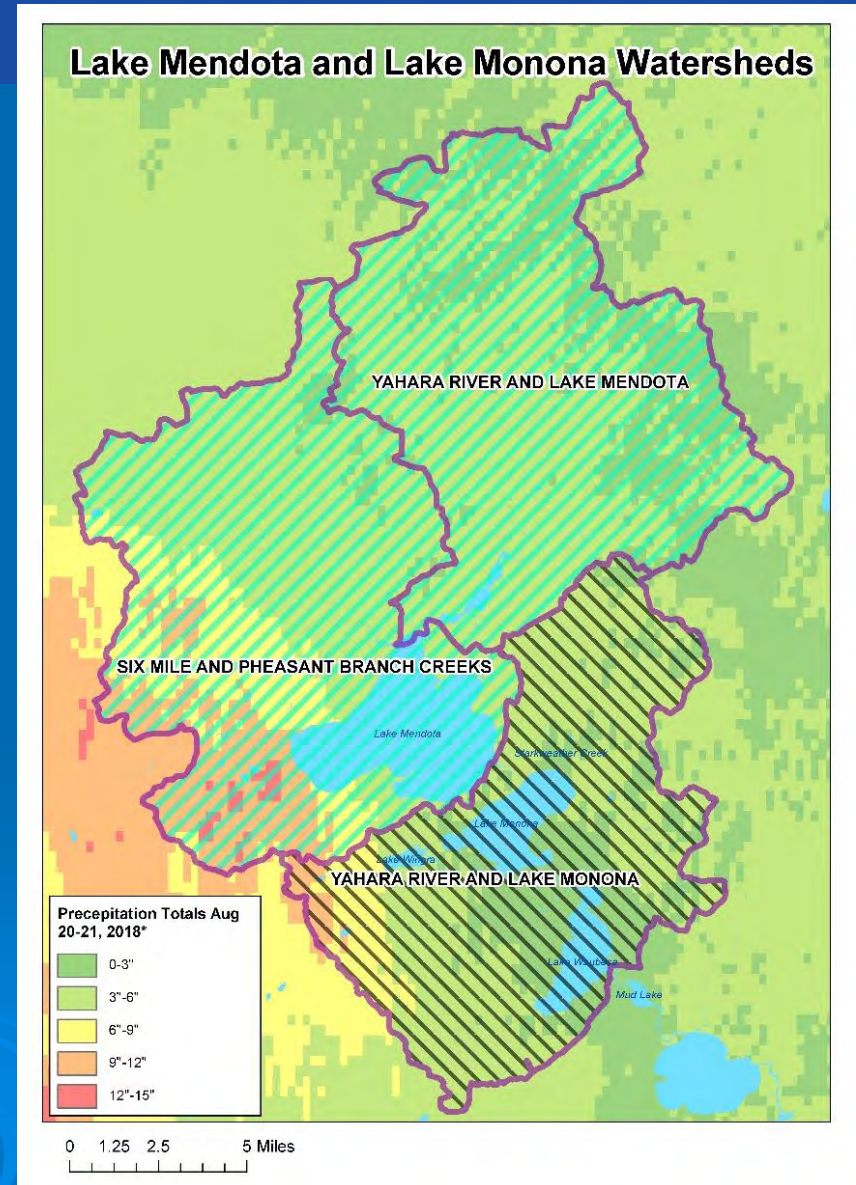 Lake Mendota and Lake Monona Watersheds
YAHARA RIVER AND LAKE MENDOTA
SIX MILE AND PHEASANT BRANCH CREEKS
Lake Mendota
Starkweather Creek
Lake Monona
Lake Wingra
YAHARA RIVER AND LAKE MONONA
Lake Waubesa
Mud Lake
Precepitation Totals Aug
20-21, 2018*
0-3"
3"-6"
6"-9"
9"-12"
12"-15"
0 1.25 2.5 5 Miles